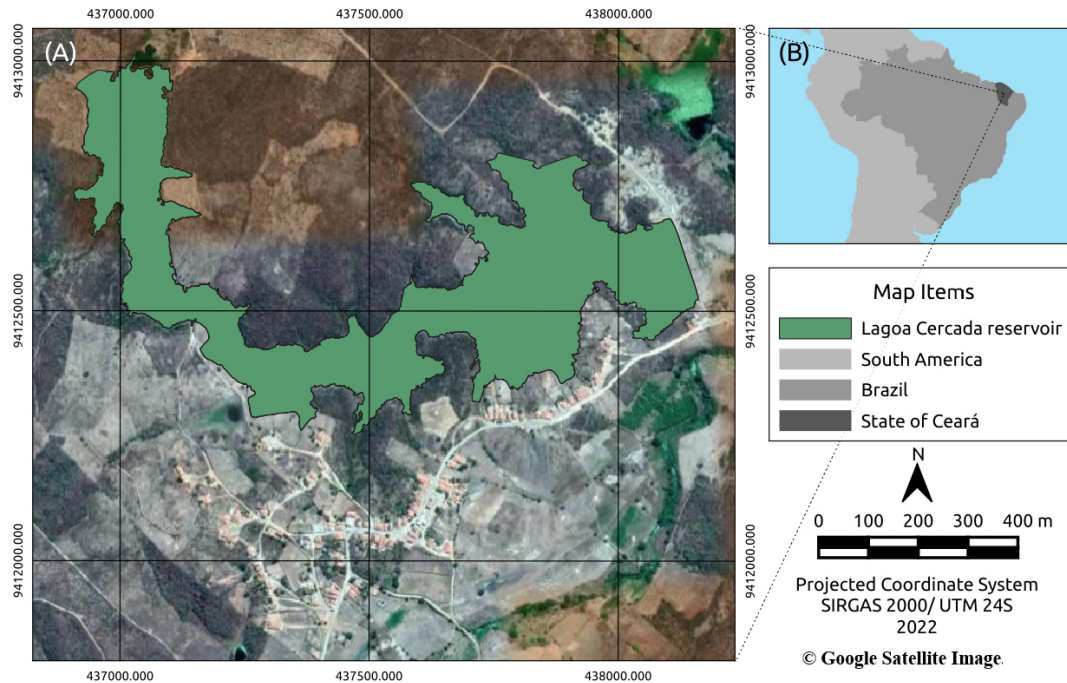 437000.000 437500.000 438000.000
(A)
(B)
9413000.000
9412500.000
9412000.000
9413000.000
9412500.000
9412000.000
437000.000 437500.000 438000.000
Map Items
Lagoa Cercada reservoir
South America
Brazil
State of Ceará
N
0 100 200 300 400 m
Projected Coordinate System
SIRGAS 2000/ UTM 24S
2022
© Google Satellite Image.